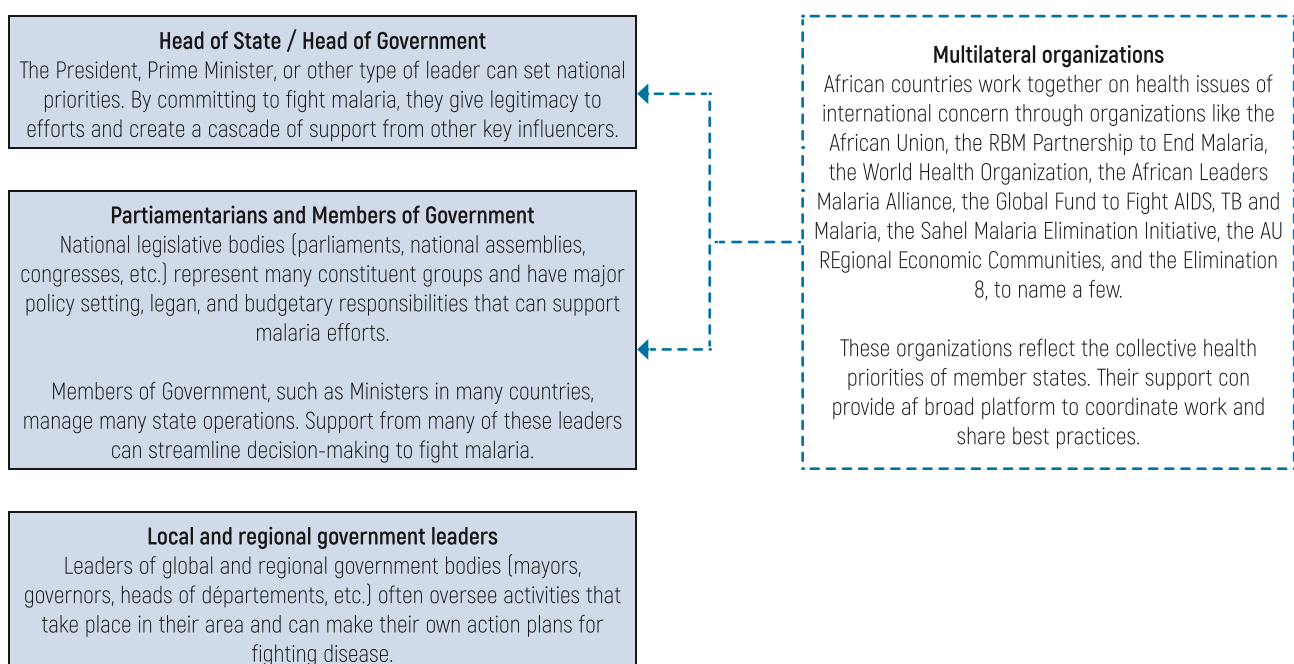 Head of State / Head of Government
The President, Prime Minister, or other type of leader can set national
priorities. By committing to fight malaria, they give legitimacy to
efforts and create a cascade of support from other key influencers.
Partiamentarians and Members of Government
National legislative bodies (parliaments, national assemblies,
congresses, etc.) represent many constituent groups and have major
policy setting, legan, and budgetary responsibilities that can support
malaria efforts.
Members of Government, such as Ministers in many countries,
manage many state operations. Support from many of these leaders
can streamline decision-making to fight malaria.
Local and regional government leaders
Leaders of global and regional government bodies (mayors,
governors, heads of départements, etc.) often oversee activities that
take place in their area and can make their own action plans for
fighting disease.
Multilateral organizations
African countries work together on health issues of
international concern through organizations like the
African Union, the RBM Partnership to End Malaria,
the World Health Organization, the African Leaders
Malaria Alliance, the Global Fund to Fight AIDS, TB and
Malaria, the Sahel Malaria Elimination Initiative, the AU
REgional Economic Communities, and the Elimination
8, to name a few.
These organizations reflect the collective health
priorities of member states. Their support con
provide af broad platform to coordinate work and
share best practices.